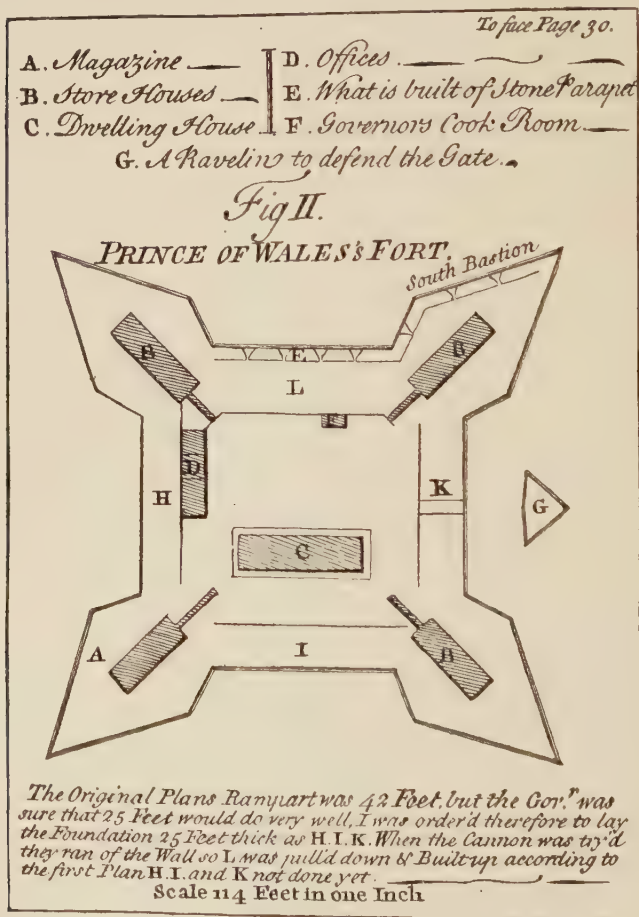 To face Page 30.
A. Magazine
B. Store Houses
C. Dwelling House
D. Offices
E. What is built of Stone Parapet
F. Governors Cook Room
G. A Ravelin to defend the Gate.
Fig II.
PRINCE OF WALES's FORT.
South Bastion
B
E
B
L
F
D
H
K
G
C
A
I
B
The Original Plans Rampart was 42 Feet, but the Gov.r was
sure that 25 Feet would do very well, I was order'd therefore to lay
the Foundation 25 Feet thick as H.I.K. When the Cannon was try'd
they ran of the Wall so L was pull'd down & Built up according to
the first Plan H.I. and K not done yet.
Scale 114 Feet in one Inch